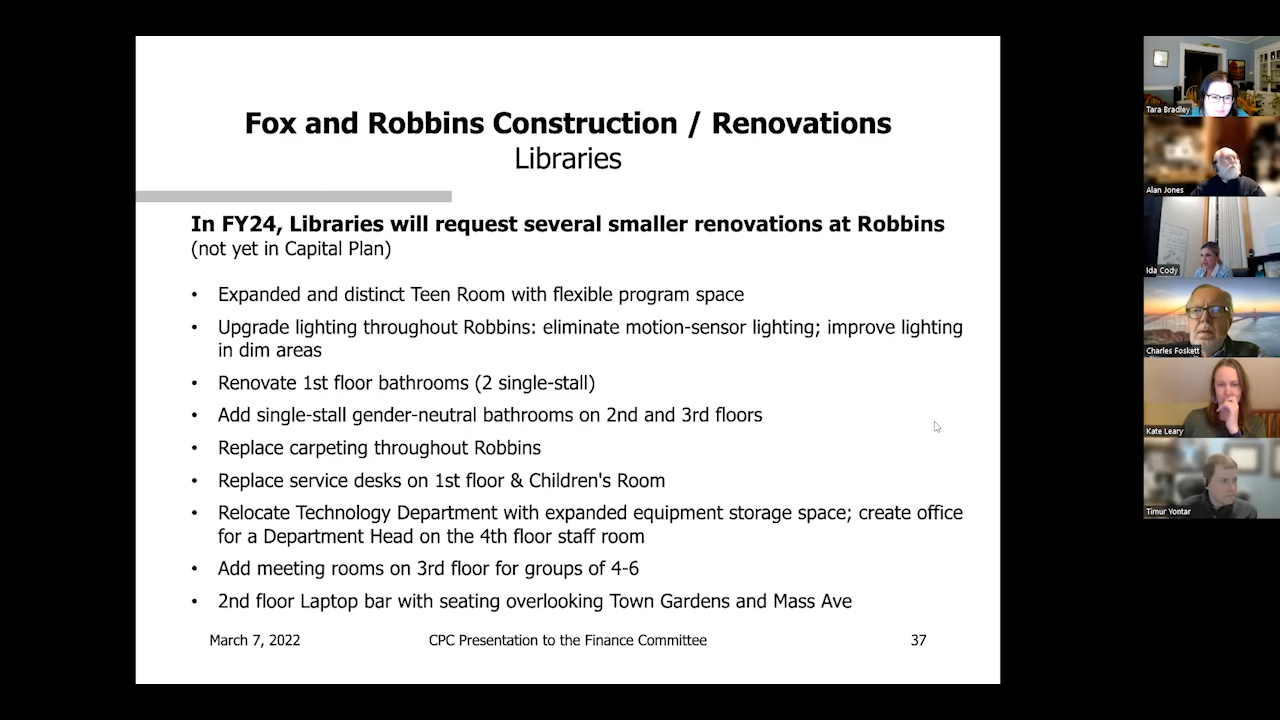 Fox and Robbins Construction / Renovations
Libraries
In FY24, Libraries will request several smaller renovations at Robbins
(not yet in Capital Plan)
• Expanded and distinct Teen Room with flexible program space
• Upgrade lighting throughout Robbins: eliminate motion-sensor lighting; improve lighting
in dim areas
• Renovate 1st floor bathrooms (2 single-stall)
• Add single-stall gender-neutral bathrooms on 2nd and 3rd floors
• Replace carpeting throughout Robbins
• Replace service desks on 1st floor & Children's Room
• Relocate Technology Department with expanded equipment storage space; create office
for a Department Head on the 4th floor staff room
• Add meeting rooms on 3rd floor for groups of 4-6
• 2nd floor Laptop bar with seating overlooking Town Gardens and Mass Ave
March 7, 2022 CPC Presentation to the Finance Committee 37
Tara Bradley
Alan Jones
Ida Cody
Charles Foskett
Kate Leary
Timur Yontar